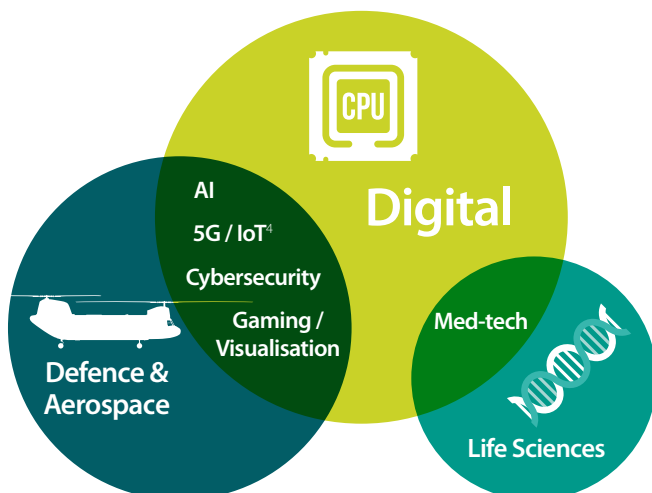 CPU
Digital
AI
5G / IoT⁴
Cybersecurity
Gaming /
Visualisation
Defence &
Aerospace
Med-tech
Life Sciences